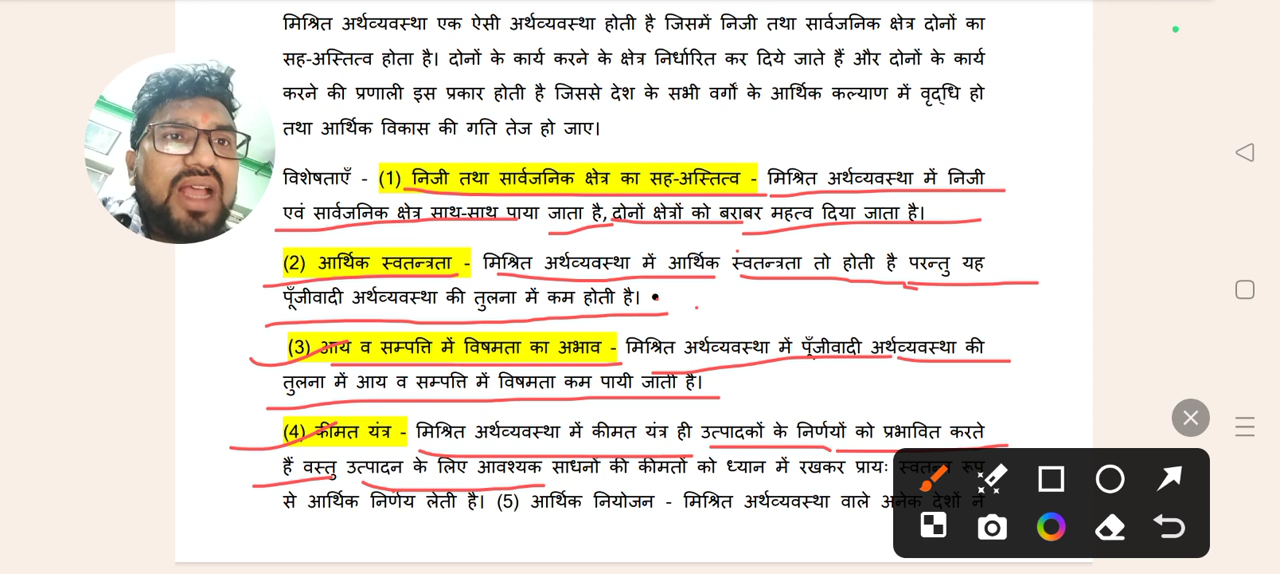 मिश्रित अर्थव्यवस्था एक ऐसी अर्थव्यवस्था होती है जिसमें निजी तथा सार्वजनिक क्षेत्र दोनों का
सह-अस्तित्व होता है। दोनों के कार्य करने के क्षेत्र निर्धारित कर दिये जाते हैं और दोनों के कार्य
करने की प्रणाली इस प्रकार होती है जिससे देश के सभी वर्गों के आर्थिक कल्याण में वृद्धि हो
तथा आर्थिक विकास की गति तेज हो जाए।
विशेषताएँ - (1) निजी तथा सार्वजनिक क्षेत्र का सह-अस्तित्व - मिश्रित अर्थव्यवस्था में निजी
एवं सार्वजनिक क्षेत्र साथ-साथ पाया जाता है, दोनों क्षेत्रों को बराबर महत्व दिया जाता है।
(2) आर्थिक स्वतन्त्रता - मिश्रित अर्थव्यवस्था में आर्थिक स्वतन्त्रता तो होती है परन्तु यह
पूँजीवादी अर्थव्यवस्था की तुलना में कम होती है। •
(3) आय व सम्पत्ति में विषमता का अभाव - मिश्रित अर्थव्यवस्था में पूँजीवादी अर्थव्यवस्था की
तुलना में आय व सम्पत्ति में विषमता कम पायी जाती है।
(4) कीमत यंत्र - मिश्रित अर्थव्यवस्था में कीमत यंत्र ही उत्पादकों के निर्णयों को प्रभावित करते
हैं वस्तु उत्पादन के लिए आवश्यक साधनों की कीमतों को ध्यान में रखकर प्रायः स्वतन्त्र रूप
से आर्थिक निर्णय लेती है। (5) आर्थिक नियोजन - मिश्रित अर्थव्यवस्था वाले अनेक देशों ने